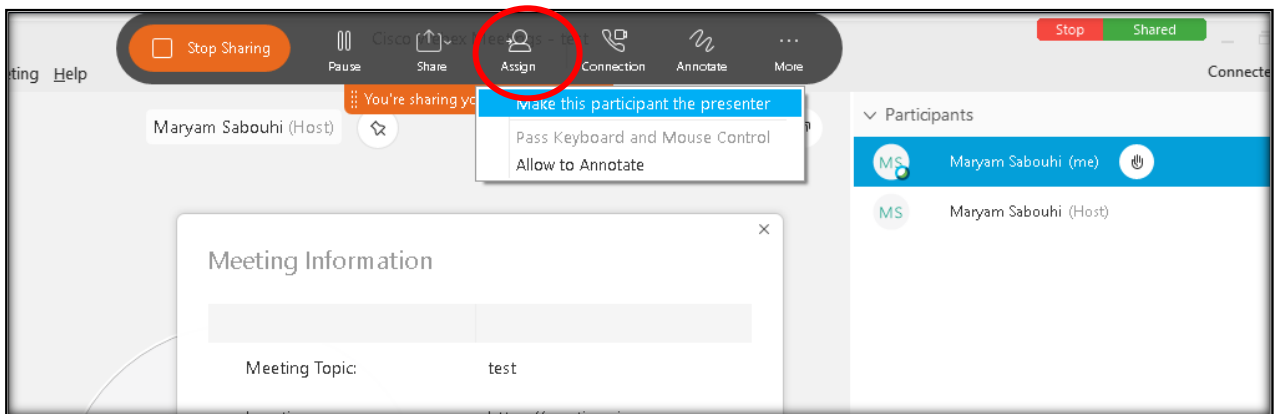 Stop Sharing
Pause
Share
Assign
Connection
Annotate
More
Stop
Shared
Help
Connecte
You're sharing
Make this participant the presenter
Pass Keyboard and Mouse Control
Allow to Annotate
Maryam Sabouhi (Host)
Participants
MS Maryam Sabouhi (me)
MS Maryam Sabouhi (Host)
Meeting Information
Meeting Topic: test